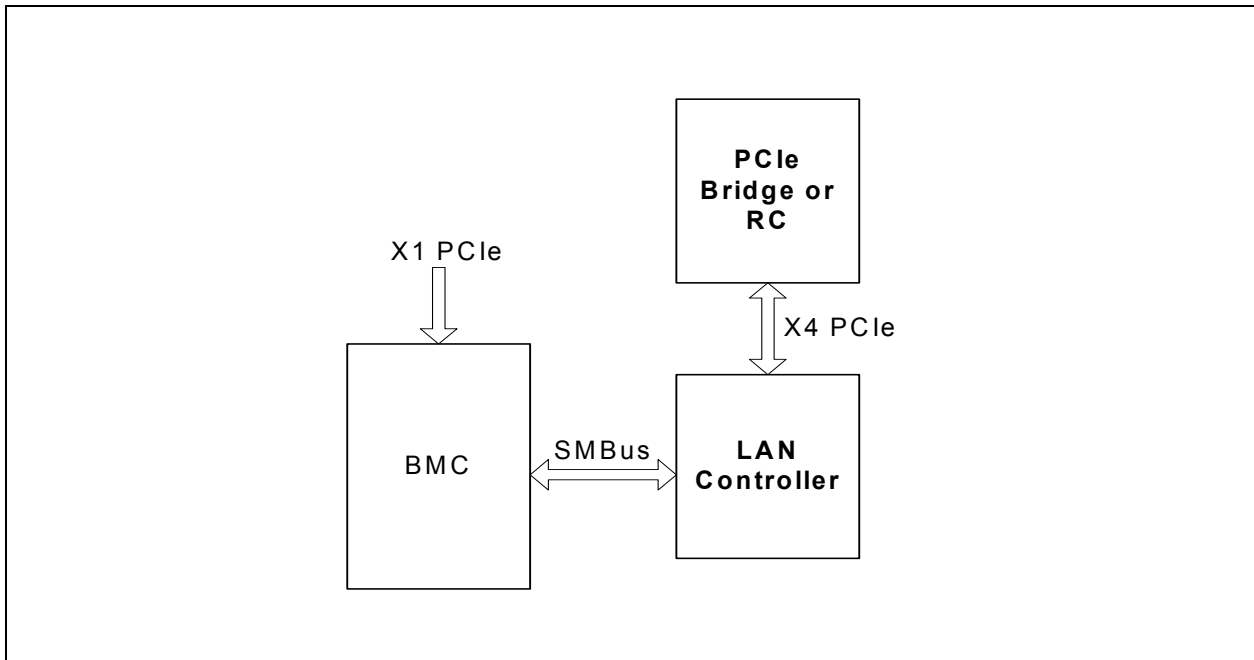 PCIe
Bridge or
RC
X1 PCIe
X4 PCIe
BMC
SMBus
LAN
Controller